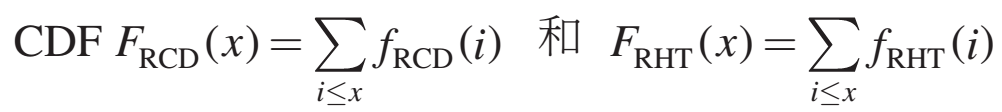 CDF F_RCD(x) = ∑_{i≤x} f_RCD(i) 和 F_RHT(x) = ∑_{i≤x} f_RHT(i)